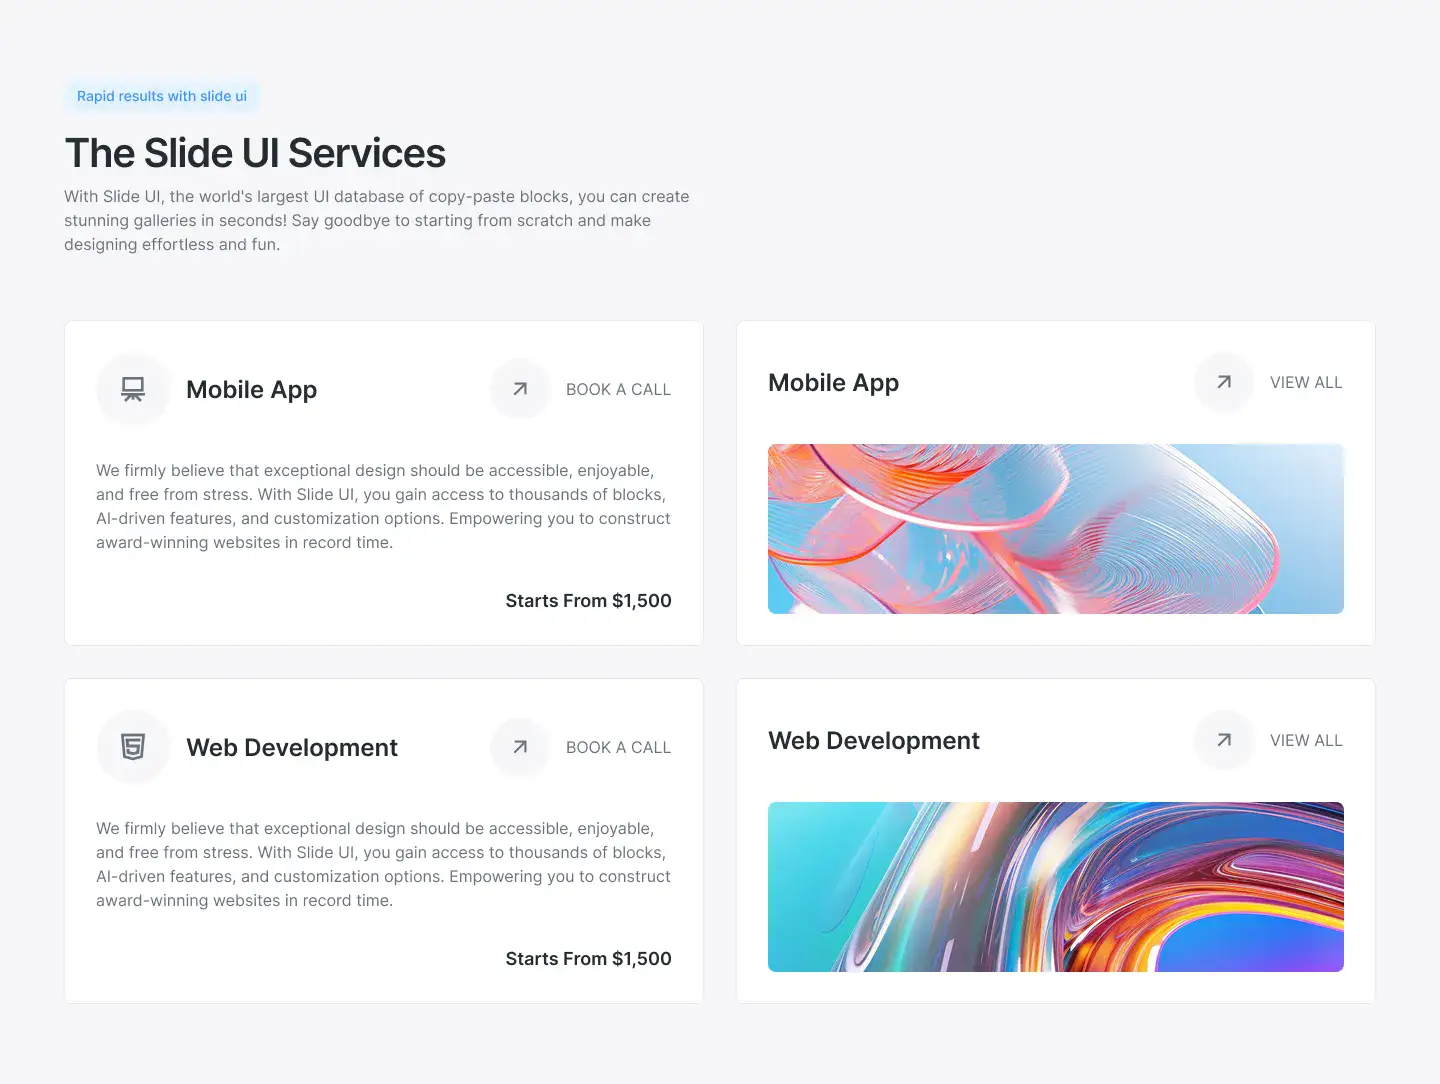 Rapid results with slide ui
The Slide UI Services
With Slide UI, the world's largest UI database of copy-paste blocks, you can create
stunning galleries in seconds! Say goodbye to starting from scratch and make
designing effortless and fun.
Mobile App
BOOK A CALL
We firmly believe that exceptional design should be accessible, enjoyable,
and free from stress. With Slide UI, you gain access to thousands of blocks,
AI-driven features, and customization options. Empowering you to construct
award-winning websites in record time.
Starts From $1,500
Mobile App
VIEW ALL
Web Development
BOOK A CALL
We firmly believe that exceptional design should be accessible, enjoyable,
and free from stress. With Slide UI, you gain access to thousands of blocks,
AI-driven features, and customization options. Empowering you to construct
award-winning websites in record time.
Starts From $1,500
Web Development
VIEW ALL